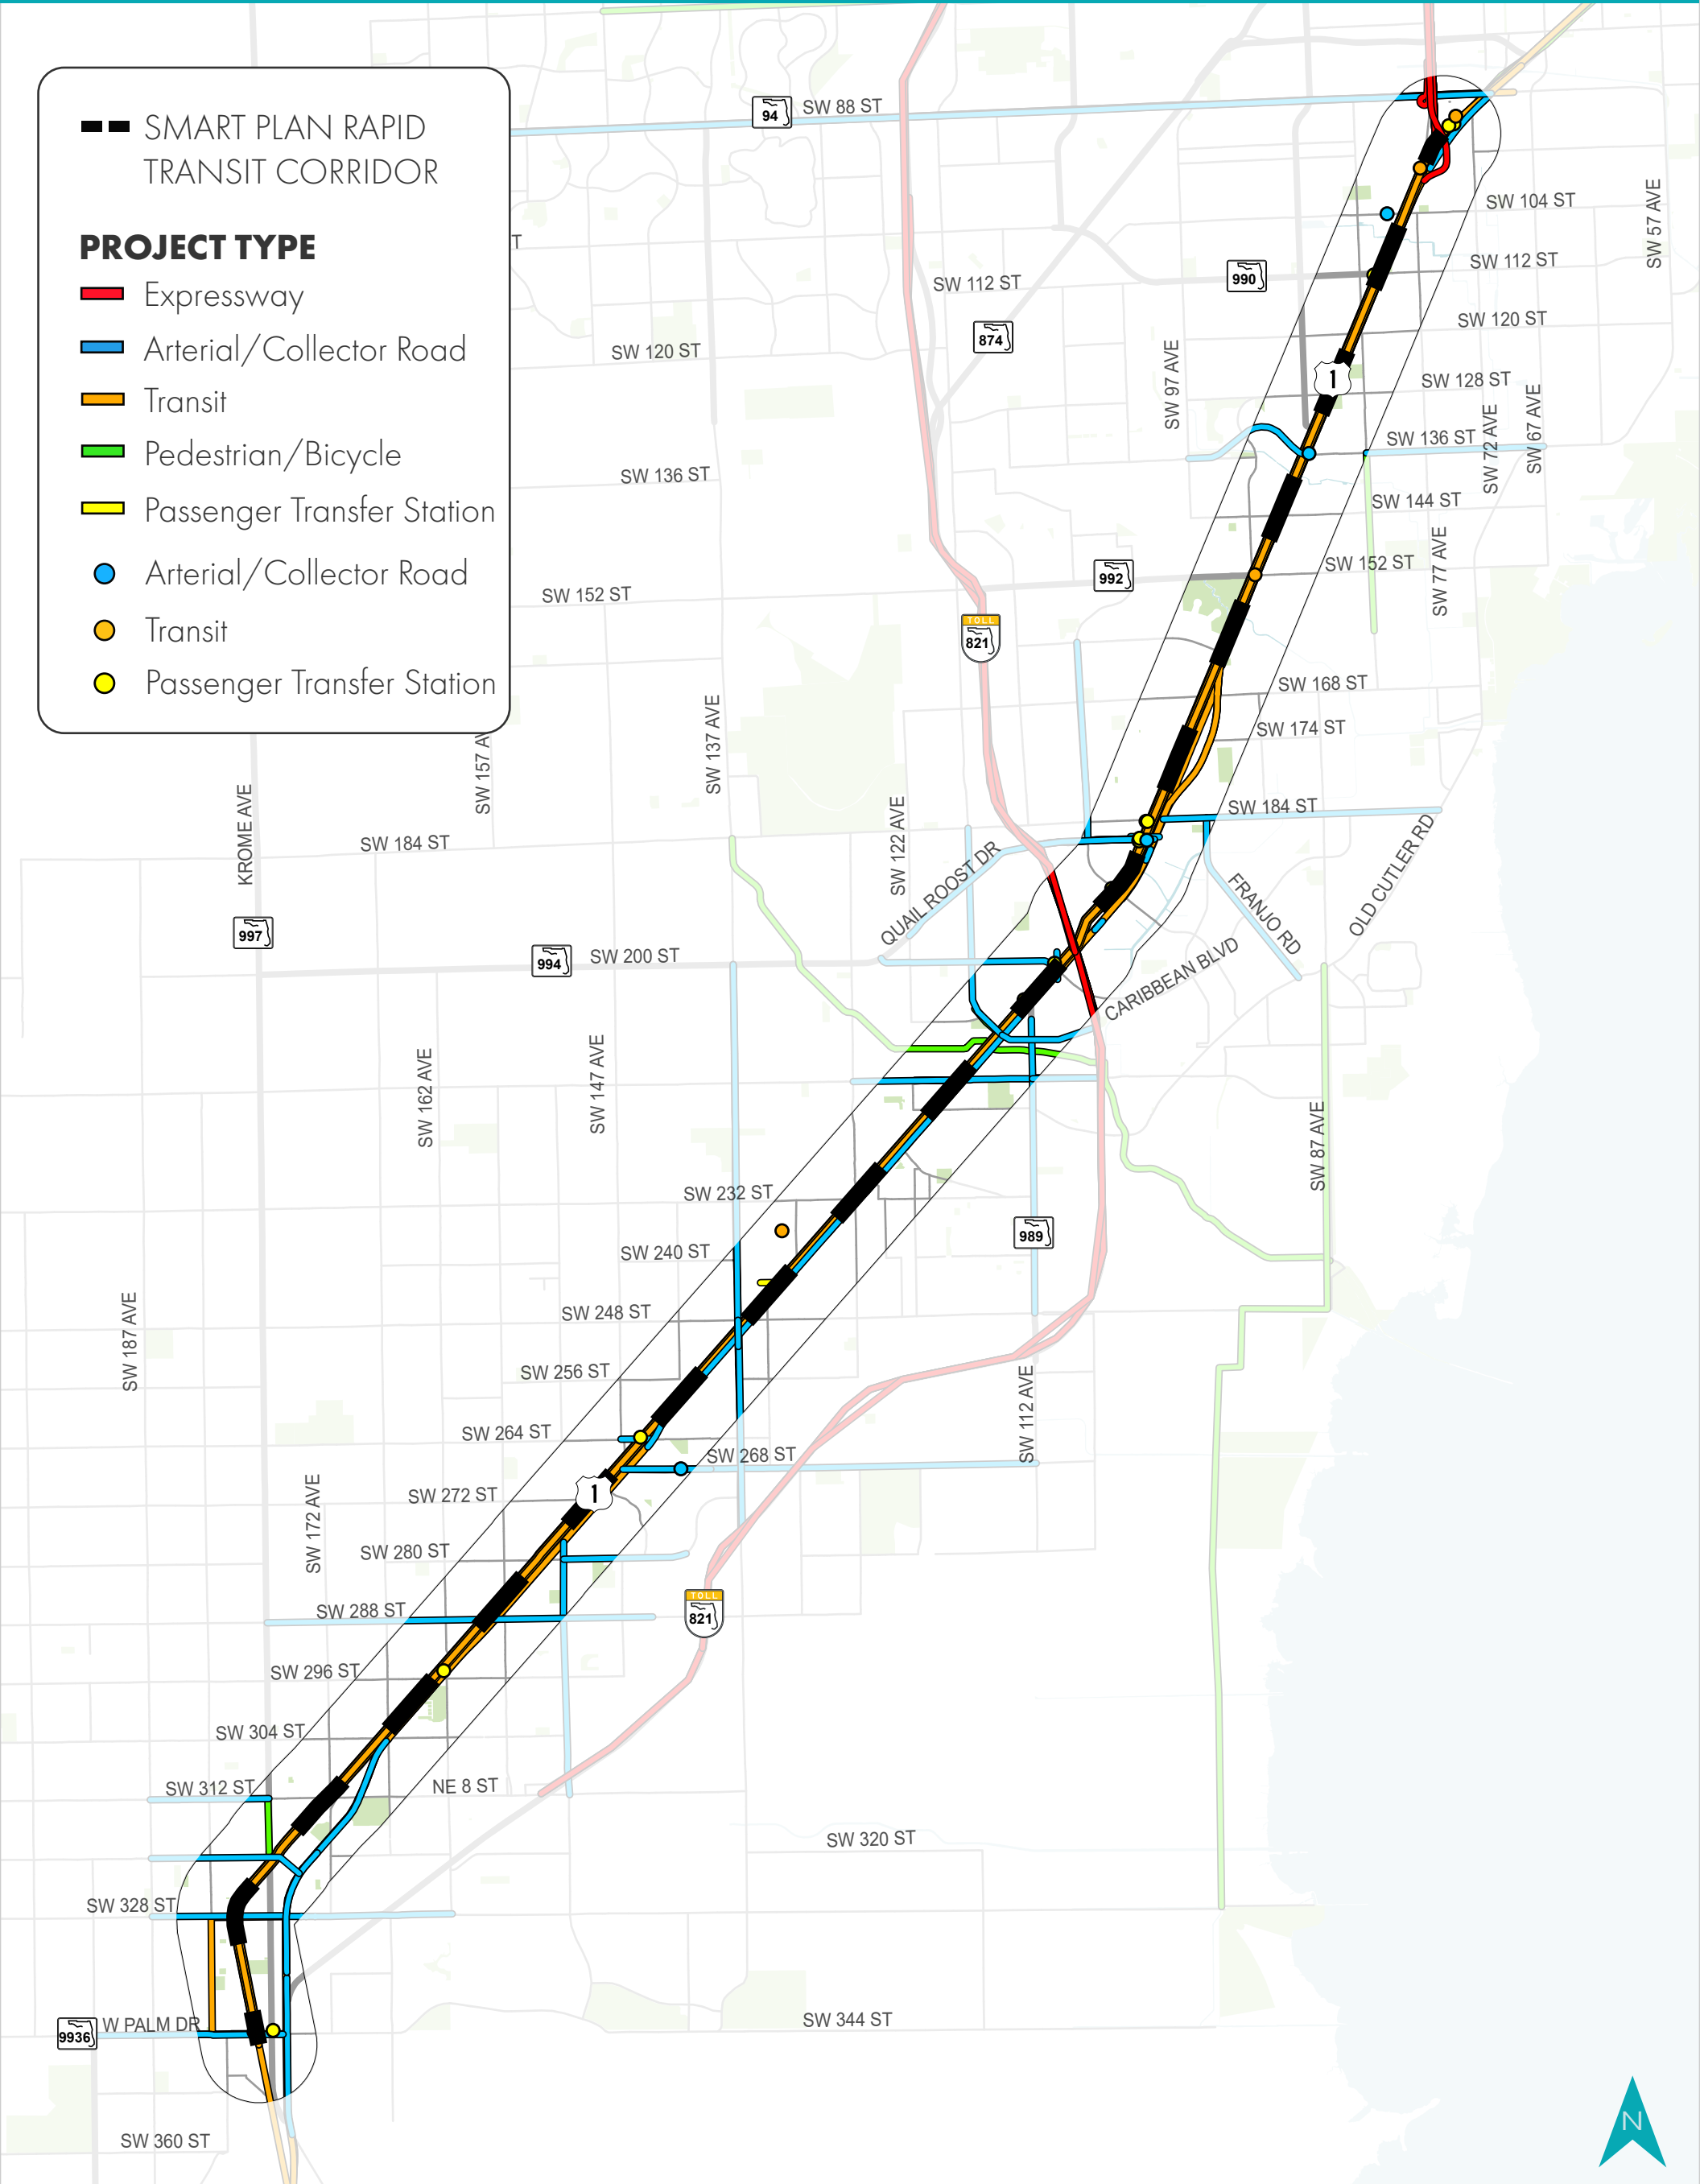 SMART PLAN RAPID
TRANSIT CORRIDOR
PROJECT TYPE
Expressway
Arterial/Collector Road
Transit
Pedestrian/Bicycle
Passenger Transfer Station
Arterial/Collector Road
Transit
Passenger Transfer Station
94
SW 88 ST
SW 57 AVE
SW 104 ST
T
SW 112 ST
990
SW 112 ST
SW 120 ST
874
SW 120 ST
SW 97 AVE
1
SW 128 ST
SW 67 AVE
SW 72 AVE
SW 136 ST
SW 136 ST
SW 144 ST
SW 77 AVE
SW 152 ST
992
SW 152 ST
TOLL
821
SW 168 ST
SW 137 AVE
SW 174 ST
SW 157 AV
SW 184 ST
KROME AVE
SW 122 AVE
SW 184 ST
QUAIL ROOST DR
OLD CUTLER RD
FRANJO RD
997
994
SW 200 ST
CARIBBEAN BLVD
SW 162 AVE
SW 147 AVE
SW 87 AVE
SW 232 ST
989
SW 240 ST
SW 187 AVE
SW 248 ST
SW 256 ST
SW 112 AVE
SW 264 ST
SW 268 ST
SW 172 AVE
SW 272 ST
1
SW 280 ST
TOLL
821
SW 288 ST
SW 296 ST
SW 304 ST
SW 312 ST
NE 8 ST
SW 320 ST
SW 328 ST
9936
W PALM DR
SW 344 ST
SW 360 ST
N